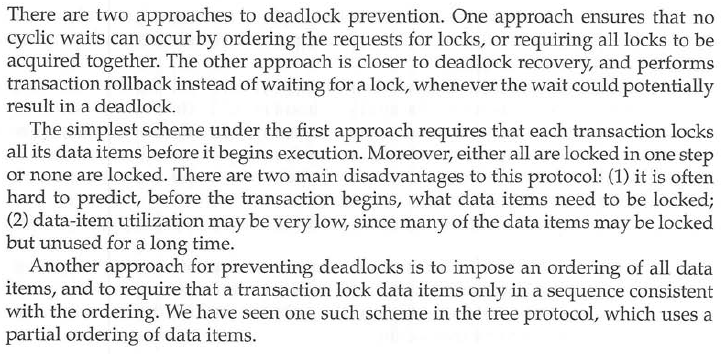 There are two approaches to deadlock prevention. One approach ensures that no
cyclic waits can occur by ordering the requests for locks, or requiring all locks to be
acquired together. The other approach is closer to deadlock recovery, and performs
transaction rollback instead of waiting for a lock, whenever the wait could potentially
result in a deadlock.
The simplest scheme under the first approach requires that each transaction locks
all its data items before it begins execution. Moreover, either all are locked in one step
or none are locked. There are two main disadvantages to this protocol: (1) it is often
hard to predict, before the transaction begins, what data items need to be locked;
(2) data-item utilization may be very low, since many of the data items may be locked
but unused for a long time.
Another approach for preventing deadlocks is to impose an ordering of all data
items, and to require that a transaction lock data items only in a sequence consistent
with the ordering. We have seen one such scheme in the tree protocol, which uses a
partial ordering of data items.